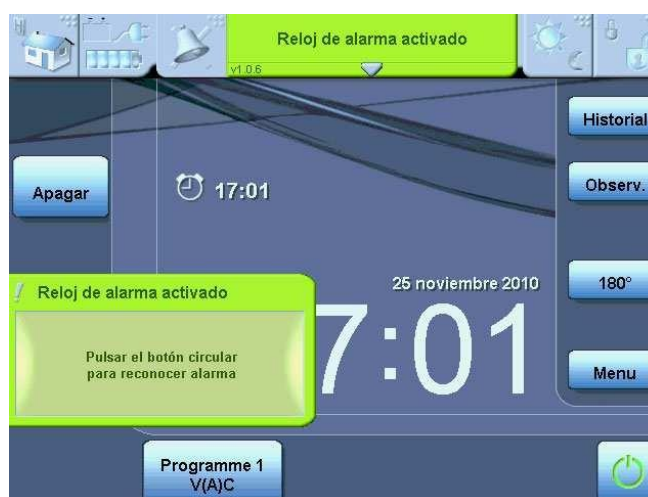 Reloj de alarma activado
v1.0.6
Historial
Apagar
17:01
Observ.
25 noviembre 2010
180°
7:01
Reloj de alarma activado
Pulsar el botón circular
para reconocer alarma
Menu
Programme 1
V(A)C